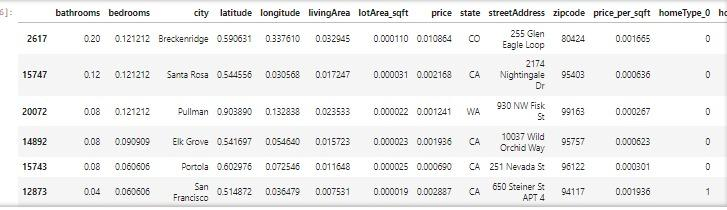 6]:
bathrooms bedrooms city latitude longitude livingArea lotArea_sqft price state streetAddress zipcode price_per_sqft homeType_0 ho
2617 0.20 0.121212 Breckenridge 0.590631 0.337610 0.032945 0.000110 0.010864 CO 255 Glen Eagle Loop 80424 0.001665 0
15747 0.12 0.121212 Santa Rosa 0.544556 0.030568 0.017247 0.000031 0.002168 CA 2174 Nightingale Dr 95403 0.000636 0
20072 0.08 0.121212 Pullman 0.903890 0.132838 0.023533 0.000022 0.001241 WA 930 NW Fisk St 99163 0.000267 0
14892 0.08 0.090909 Elk Grove 0.541697 0.054640 0.015723 0.000023 0.001936 CA 10037 Wild Orchid Way 95757 0.000623 0
15743 0.08 0.060606 Portola 0.602976 0.072546 0.011648 0.000025 0.000690 CA 251 Nevada St 96122 0.000301 0
12873 0.04 0.060606 San Francisco 0.514872 0.036479 0.007531 0.000019 0.002887 CA 650 Steiner St APT 4 94117 0.001936 1